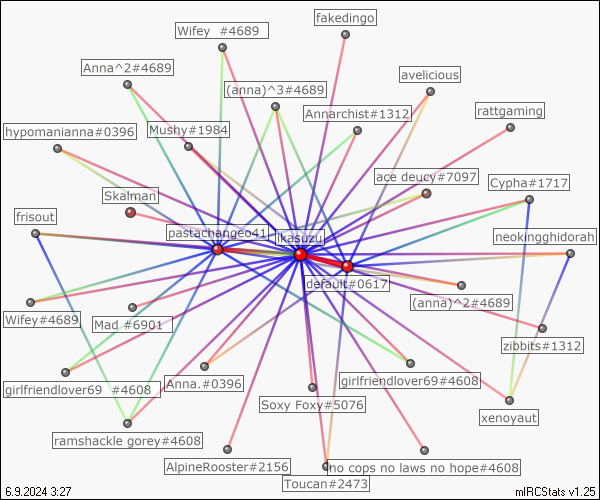 fakedingo
Wifey  #4689
Anna^2#4689
avelicious
(anna)^3#4689
rattgaming
Annarchist#1312
hypomanianna#0396
Mushy#1984
ace deucy#7097
Cypha#1717
Skalman
frisout
pastachangeo41
ikasuzu
neokingghidorah
default#0617
(anna)^2#4689
Wifey#4689
Mad #6901
zibbits#1312
girlfriendlover69  #4608
Anna.#0396
girlfriendlover69#4608
Soxy Foxy#5076
xenoyaut
ramshackle gorey#4608
AlpineRooster#2156
no cops no laws no hope#4608
Toucan#2473
6.9.2024 3:27
mIRCStats v1.25